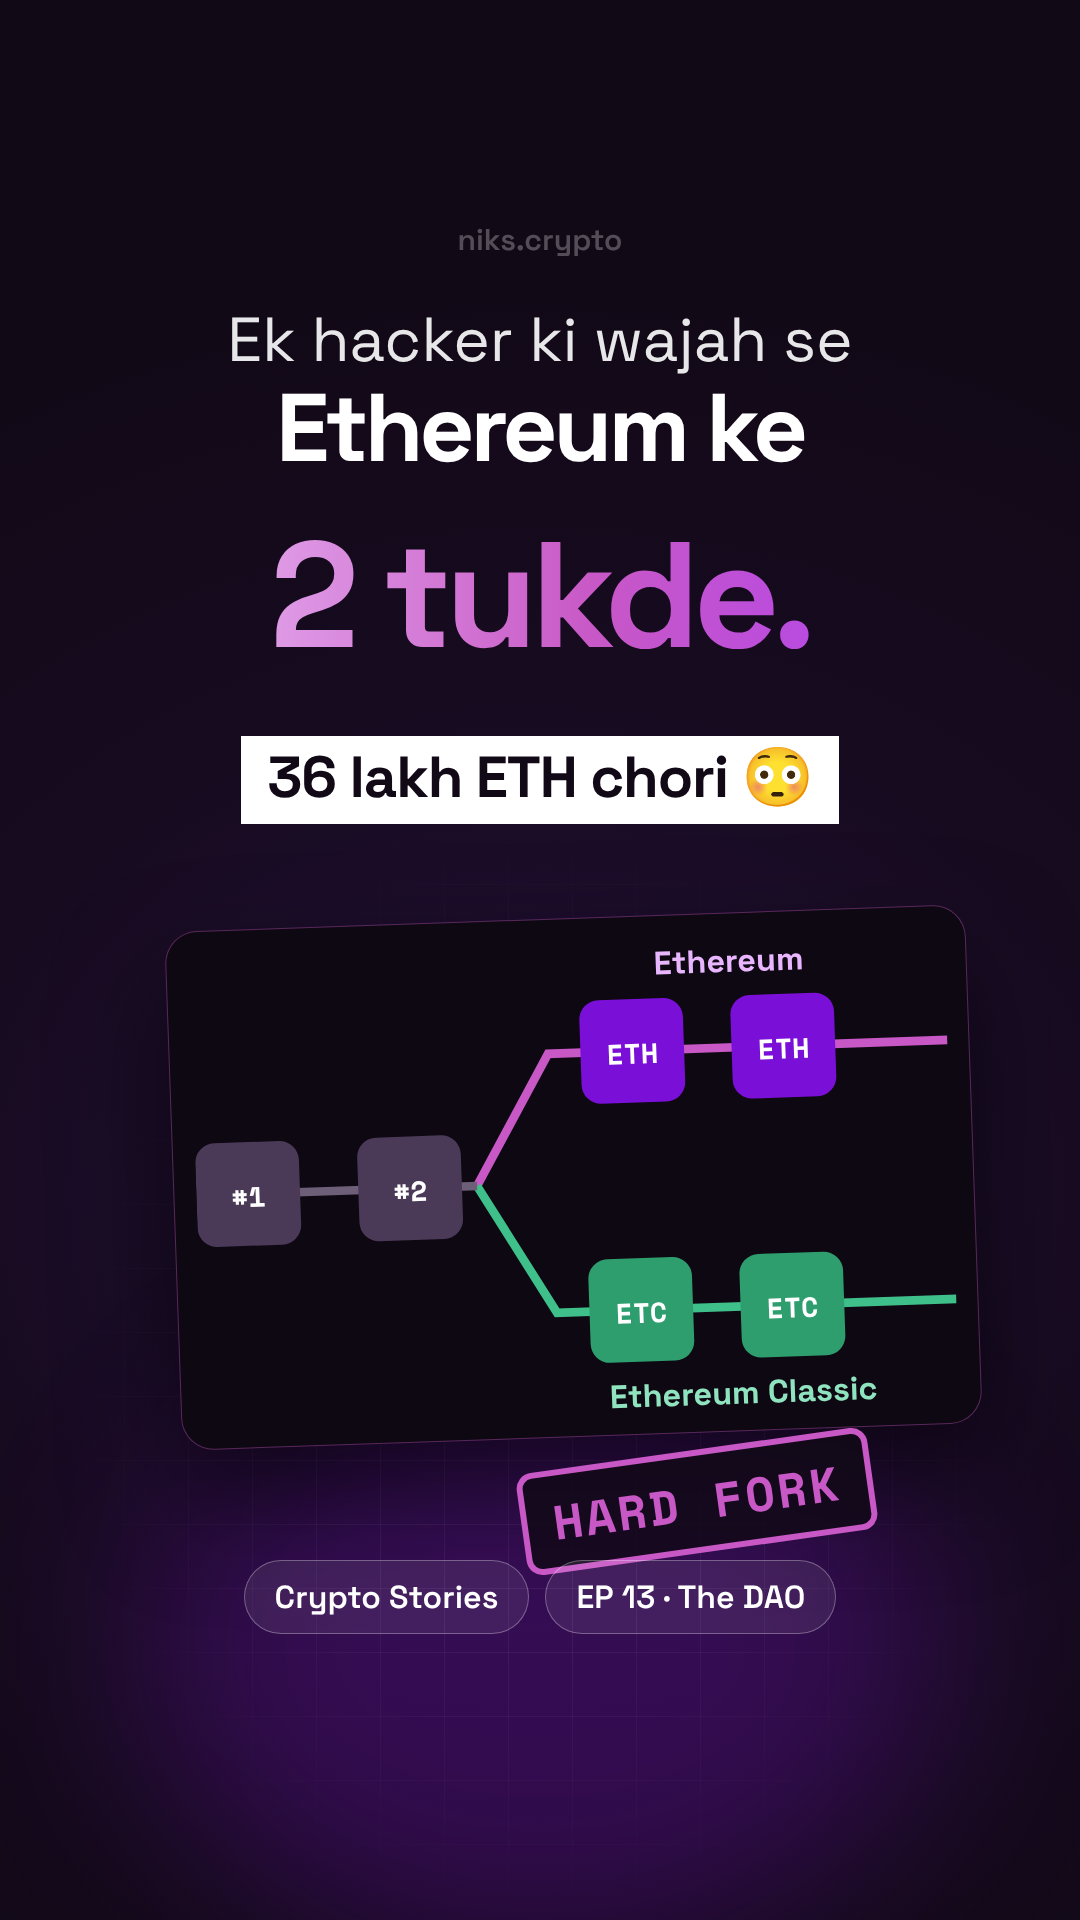 niks.crypto
Ek hacker ki wajah se
Ethereum ke
2 tukde.
36 lakh ETH chori 😳
Ethereum
ETH ETH
#1 #2
ETC ETC
Ethereum Classic
HARD FORK
Crypto Stories
EP 13 · The DAO